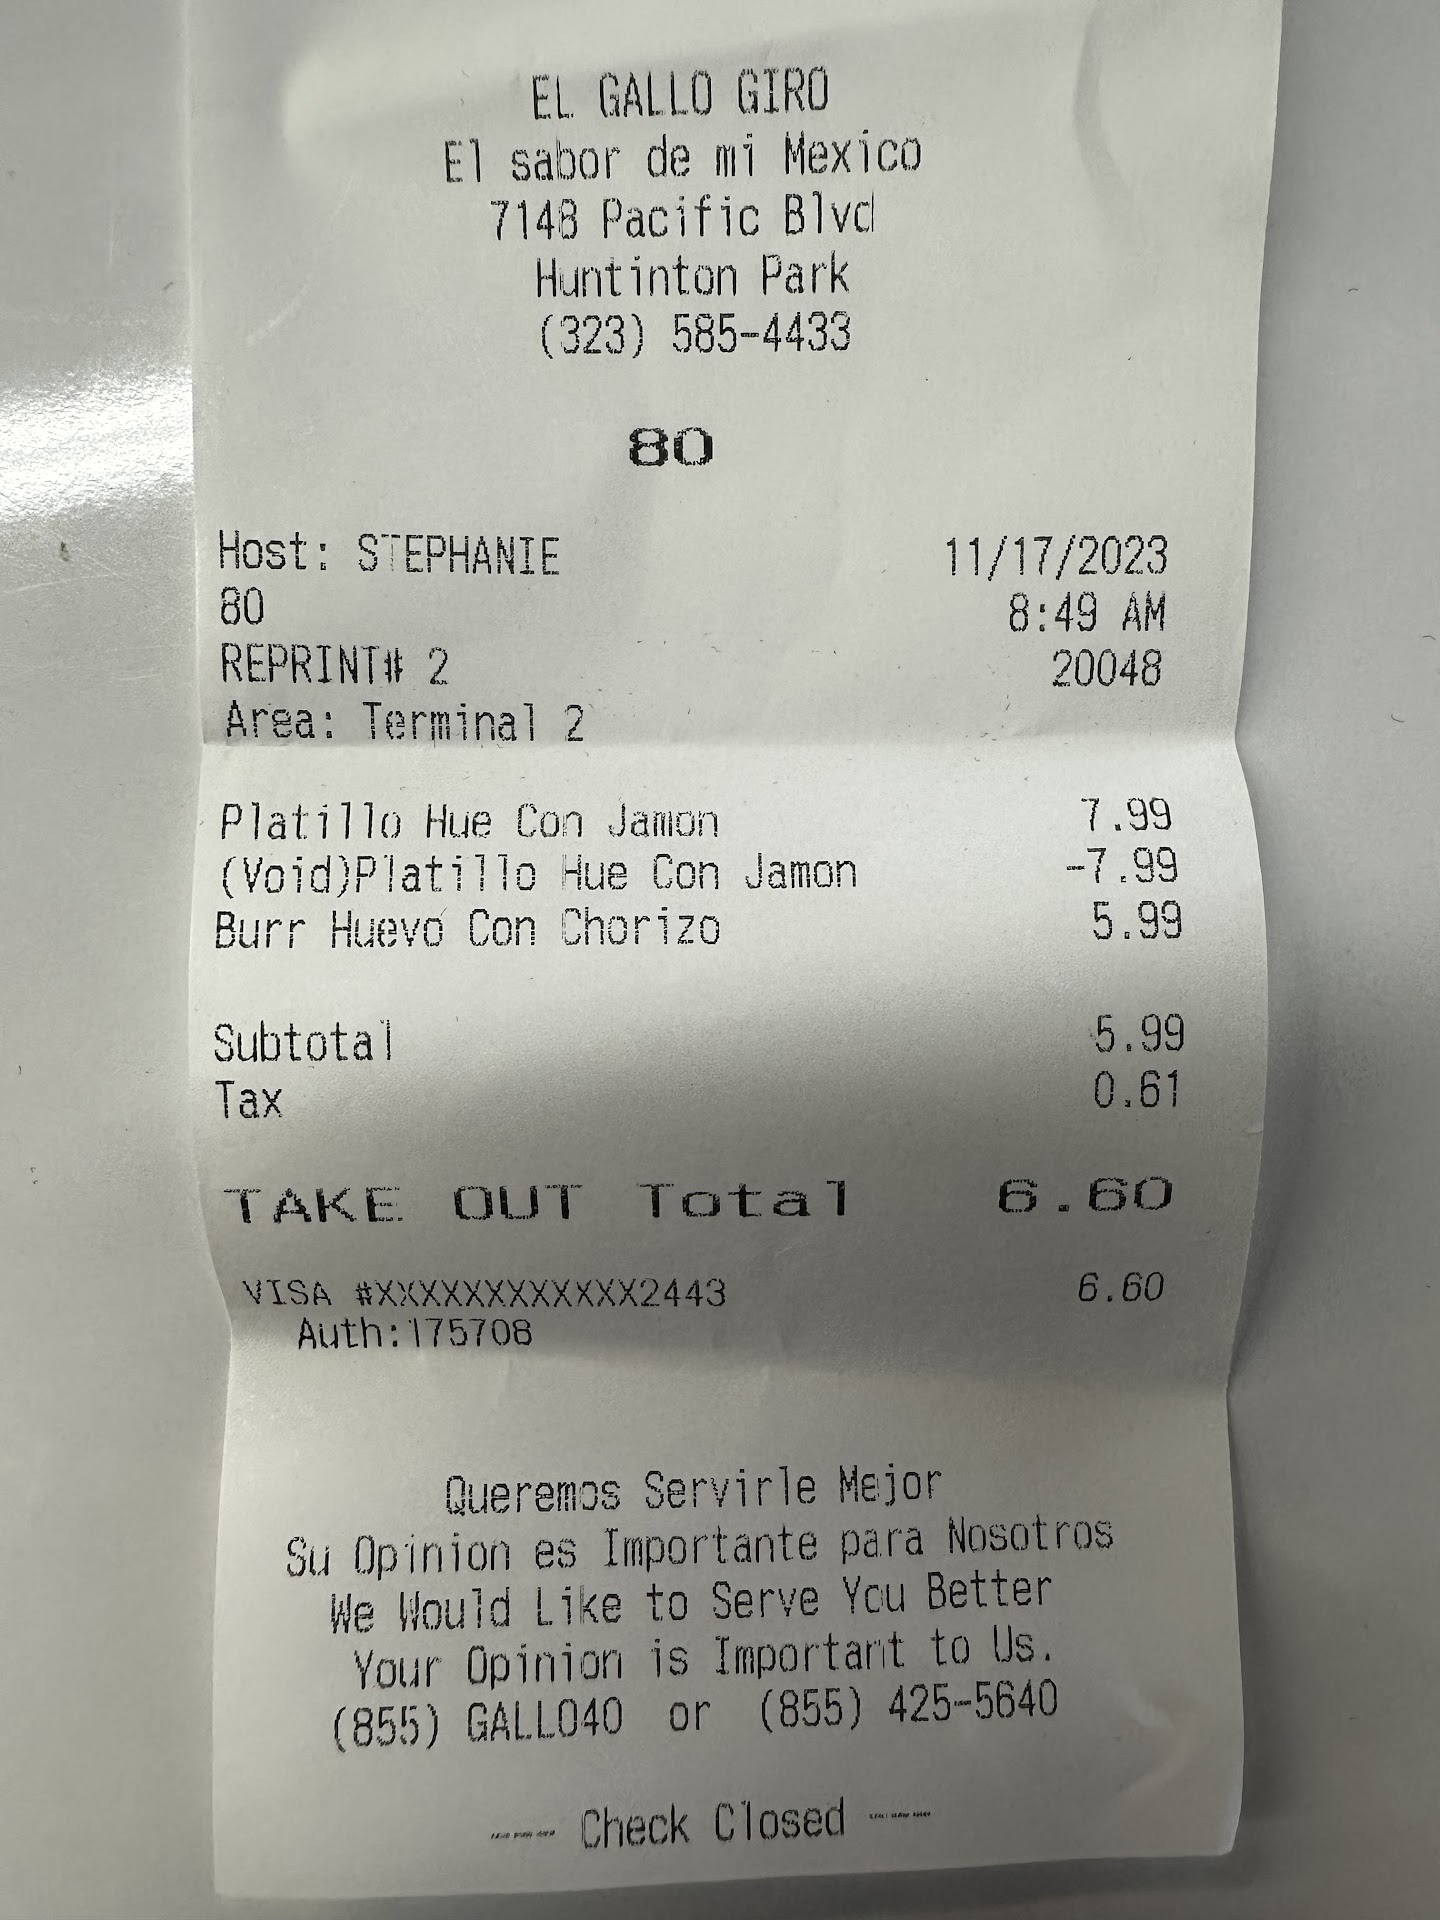 EL GALLO GIRO
El sabor de mi Mexico
7148 Pacific Blvd
Huntinton Park
(323) 585-4433
80
Host: STEPHANIE 11/17/2023
80 8:49 AM
REPRINT# 2 20048
Area: Terminal 2
Platillo Hue Con Jamon 7.99
(Void)Platillo Hue Con Jamon -7.99
Burr Huevo Con Chorizo 5.99
Subtotal 5.99
Tax 0.61
TAKE OUT Total 6.60
VISA #XXXXXXXXXXXX2443 6.60
Auth:175708
Queremos Servirle Mejor
Su Opinion es Importante para Nosotros
We Would Like to Serve You Better
Your Opinion is Important to Us.
(855) GALLO40 or (855) 425-5640
--- Check Closed ---